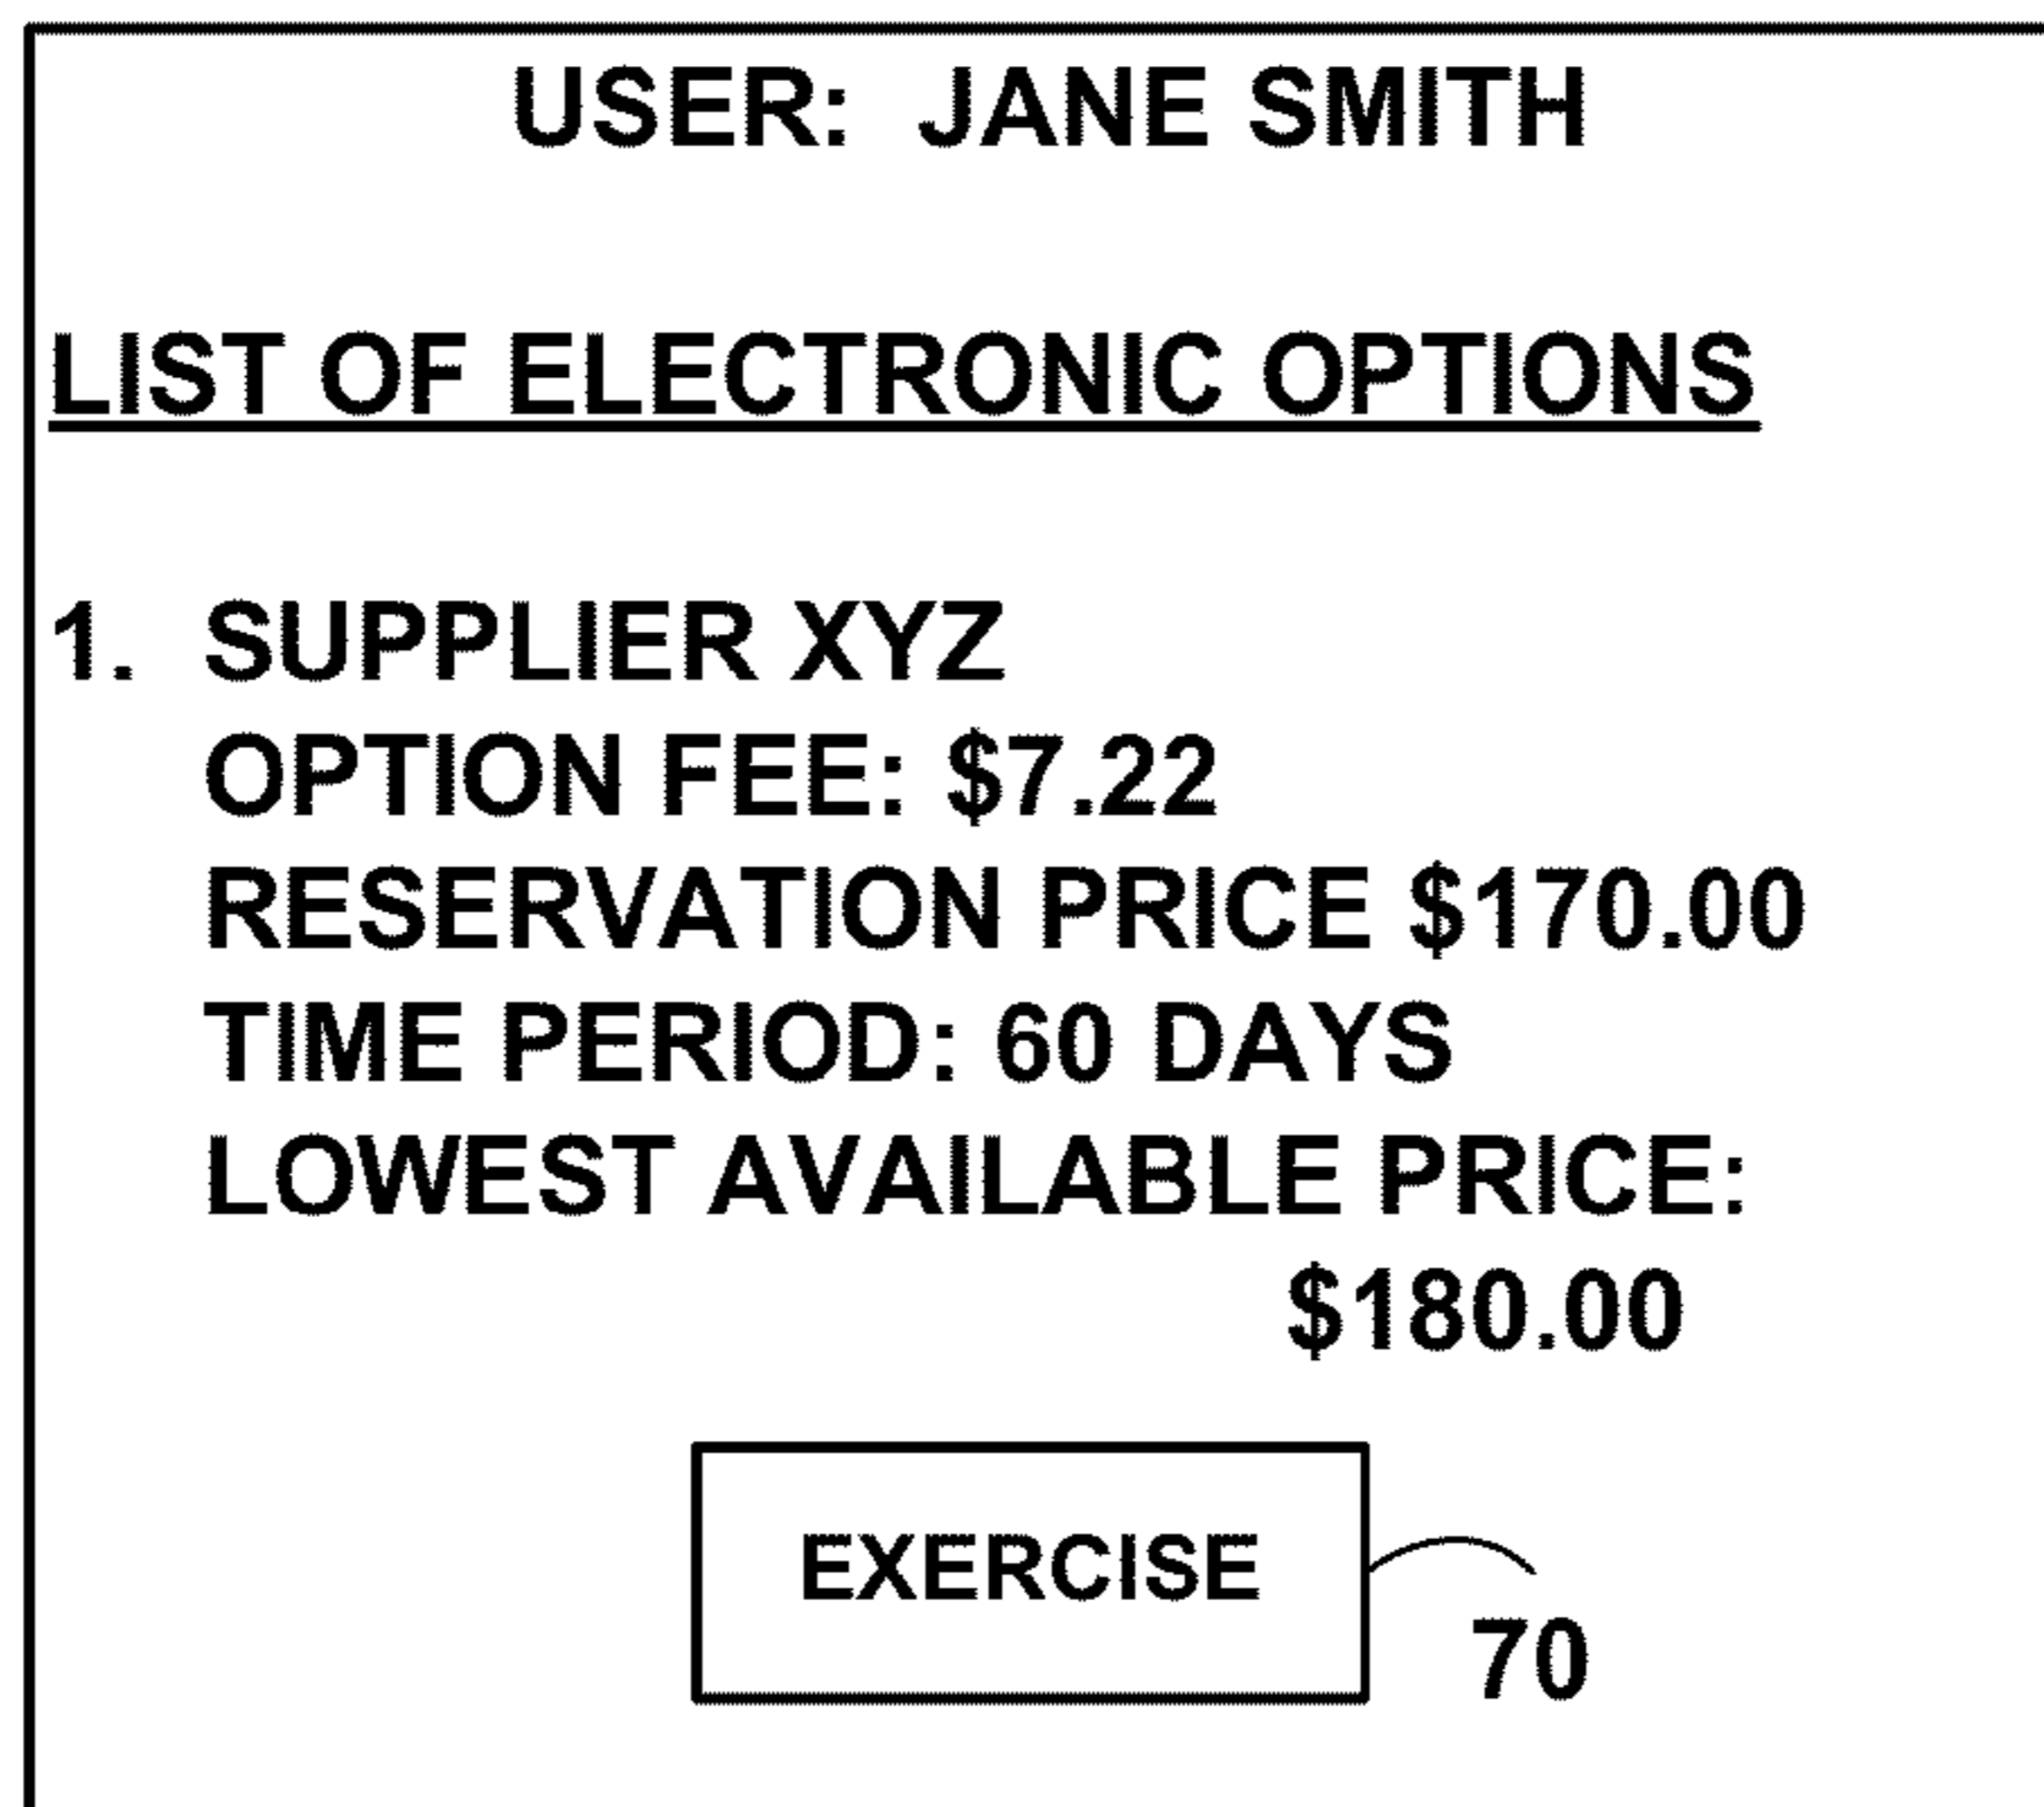 USER: JANE SMITH
LIST OF ELECTRONIC OPTIONS
1. SUPPLIER XYZ
OPTION FEE: $7.22
RESERVATION PRICE $170.00
TIME PERIOD: 60 DAYS
LOWEST AVAILABLE PRICE:
$180.00
EXERCISE
70